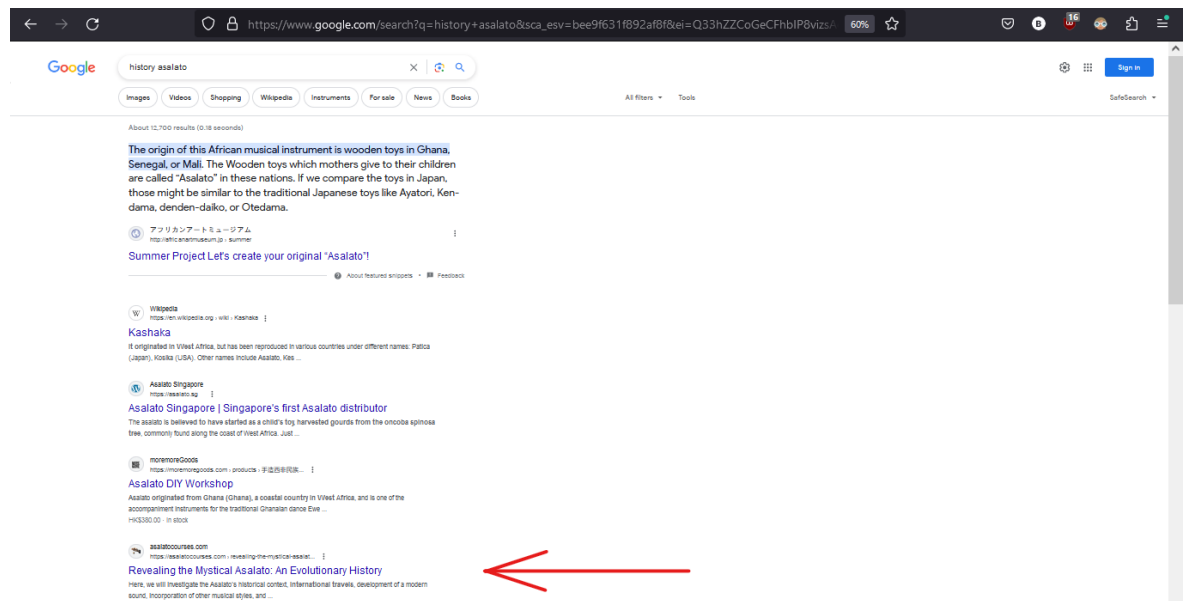 https://www.google.com/search?q=history+asalato&sca_esv=bee9f631f892af8f&ei=Q33hZZCoGeCFhbIP8vizsA
60%
16
Google
history asalato
Sign in
Images
Videos
Shopping
Wikipedia
Instruments
For sale
News
Books
All filters
Tools
SafeSearch
About 12,700 results (0.18 seconds)
The origin of this African musical instrument is wooden toys in Ghana,
Senegal, or Mali. The Wooden toys which mothers give to their children
are called “Asalato” in these nations. If we compare the toys in Japan,
those might be similar to the traditional Japanese toys like Ayatori, Ken-
dama, denden-daiko, or Otedama.
アフリカンアートミュージアム
http://africanartmuseum.jp › summer
Summer Project Let's create your original “Asalato”!
About featured snippets • Feedback
W
Wikipedia
https://en.wikipedia.org › wiki › Kashaka
Kashaka
It originated in West Africa, but has been reproduced in various countries under different names: Patica
(Japan), Kosika (USA). Other names include Asalato, Kes ...
Asalato Singapore
https://asalato.sg
Asalato Singapore | Singapore's first Asalato distributor
The asalato is believed to have started as a child's toy, harvested gourds from the oncoba spinosa
tree, commonly found along the coast of West Africa. Just ...
moremoreGoods
https://moremoregoods.com › products
Asalato DIY Workshop
Asalato originated from Ghana (Ghana), a coastal country in West Africa, and is one of the
accompaniment instruments for the traditional Ghanaian dance Ewe ...
HK$380.00 · In stock
asalatocourses.com
https://asalatocourses.com › revealing-the-mystical-asalat...
Revealing the Mystical Asalato: An Evolutionary History
Here, we will investigate the Asalato's historical context, international travels, development of a modern
sound, incorporation of other musical styles, and ...